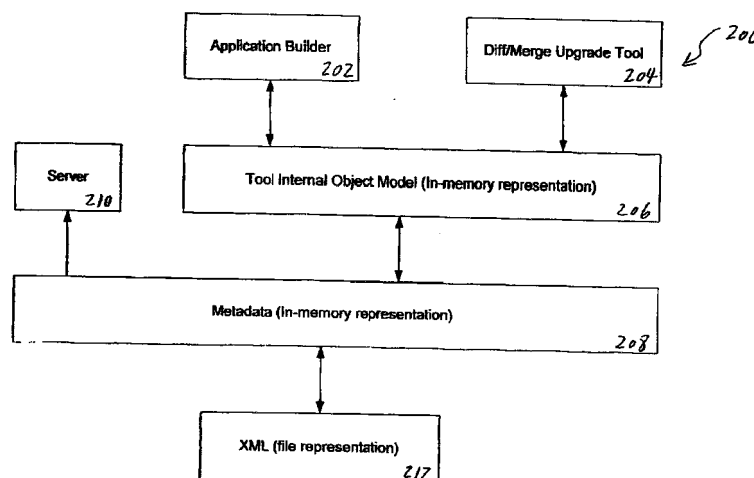 Application Builder
202
Diff/Merge Upgrade Tool
204
200
Server
210
Tool Internal Object Model (In-memory representation)
206
Metadata (In-memory representation)
208
XML (file representation)
212